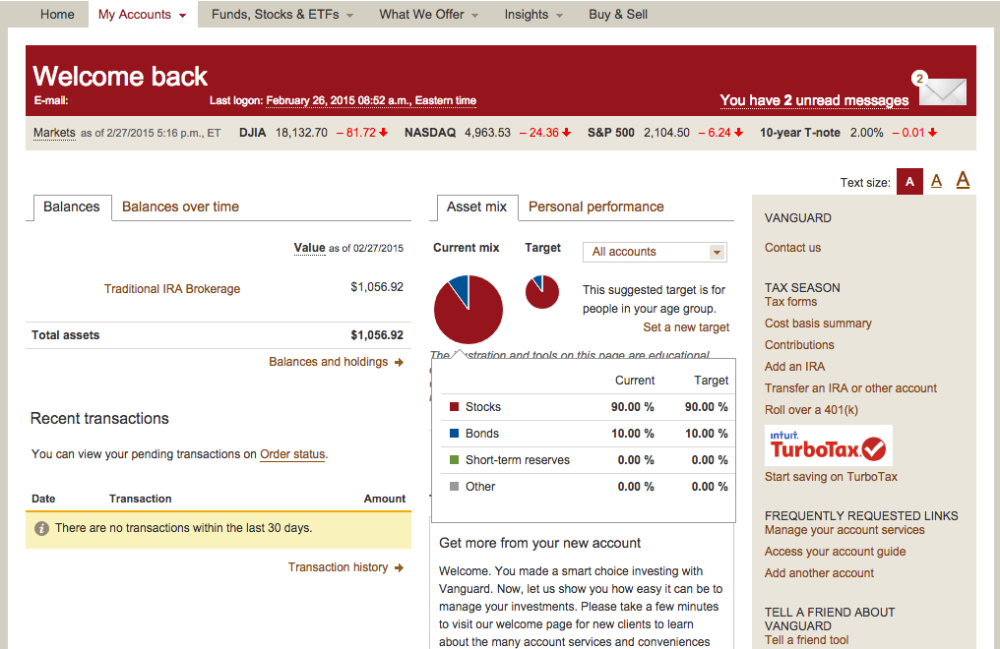 Home My Accounts Funds, Stocks & ETFs What We Offer Insights Buy & Sell
Welcome back
E-mail: Last logon: February 26, 2015 08:52 a.m., Eastern time
2
You have 2 unread messages
Markets as of 2/27/2015 5:16 p.m., ET DJIA 18,132.70 – 81.72 NASDAQ 4,963.53 – 24.36 S&P 500 2,104.50 – 6.24 10-year T-note 2.00% – 0.01
Text size: A A A
Balances Balances over time
Value as of 02/27/2015
Traditional IRA Brokerage $1,056.92
Total assets $1,056.92
Balances and holdings
Recent transactions
You can view your pending transactions on Order status.
Date Transaction Amount
i There are no transactions within the last 30 days.
Transaction history
Asset mix Personal performance
Current mix Target All accounts
This suggested target is for
people in your age group.
Set a new target
The illustration and tools on this page are educational
Current Target
Stocks 90.00 % 90.00 %
Bonds 10.00 % 10.00 %
Short-term reserves 0.00 % 0.00 %
Other 0.00 % 0.00 %
Get more from your new account
Welcome. You made a smart choice investing with
Vanguard. Now, let us show you how easy it can be to
manage your investments. Please take a few minutes
to visit our welcome page for new clients to learn
about the many account services and conveniences
VANGUARD
Contact us
TAX SEASON
Tax forms
Cost basis summary
Contributions
Add an IRA
Transfer an IRA or other account
Roll over a 401(k)
intuit.
TurboTax
Start saving on TurboTax
FREQUENTLY REQUESTED LINKS
Manage your account services
Access your account guide
Add another account
TELL A FRIEND ABOUT
VANGUARD
Tell a friend tool